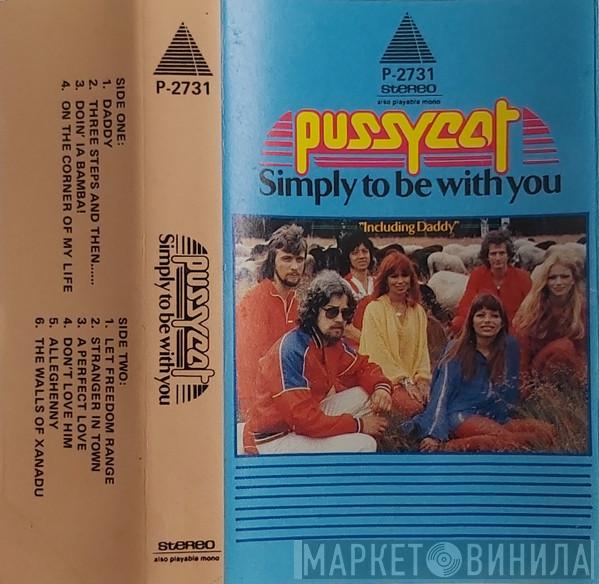 SIDE ONE:
1. DADDY
2. THREE STEPS AND THEN......
3. DOIN' IA BAMBA!
4. ON THE CORNER OF MY LIFE
SIDE TWO:
1. LET FREEDOM RANGE
2. STRANGER IN TOWN
3. A PERFECT LOVE
4. DON'T LOVE HIM
5. ALLEGHENNY
6. THE WALLS OF XANADU
P-2731
pussycat
Simply to be with you
stereo
also playable mono
P-2731
stereo
also playable mono
pussycat
Simply to be with you
"Including Daddy"
МАРКЕТ ВИНИЛА